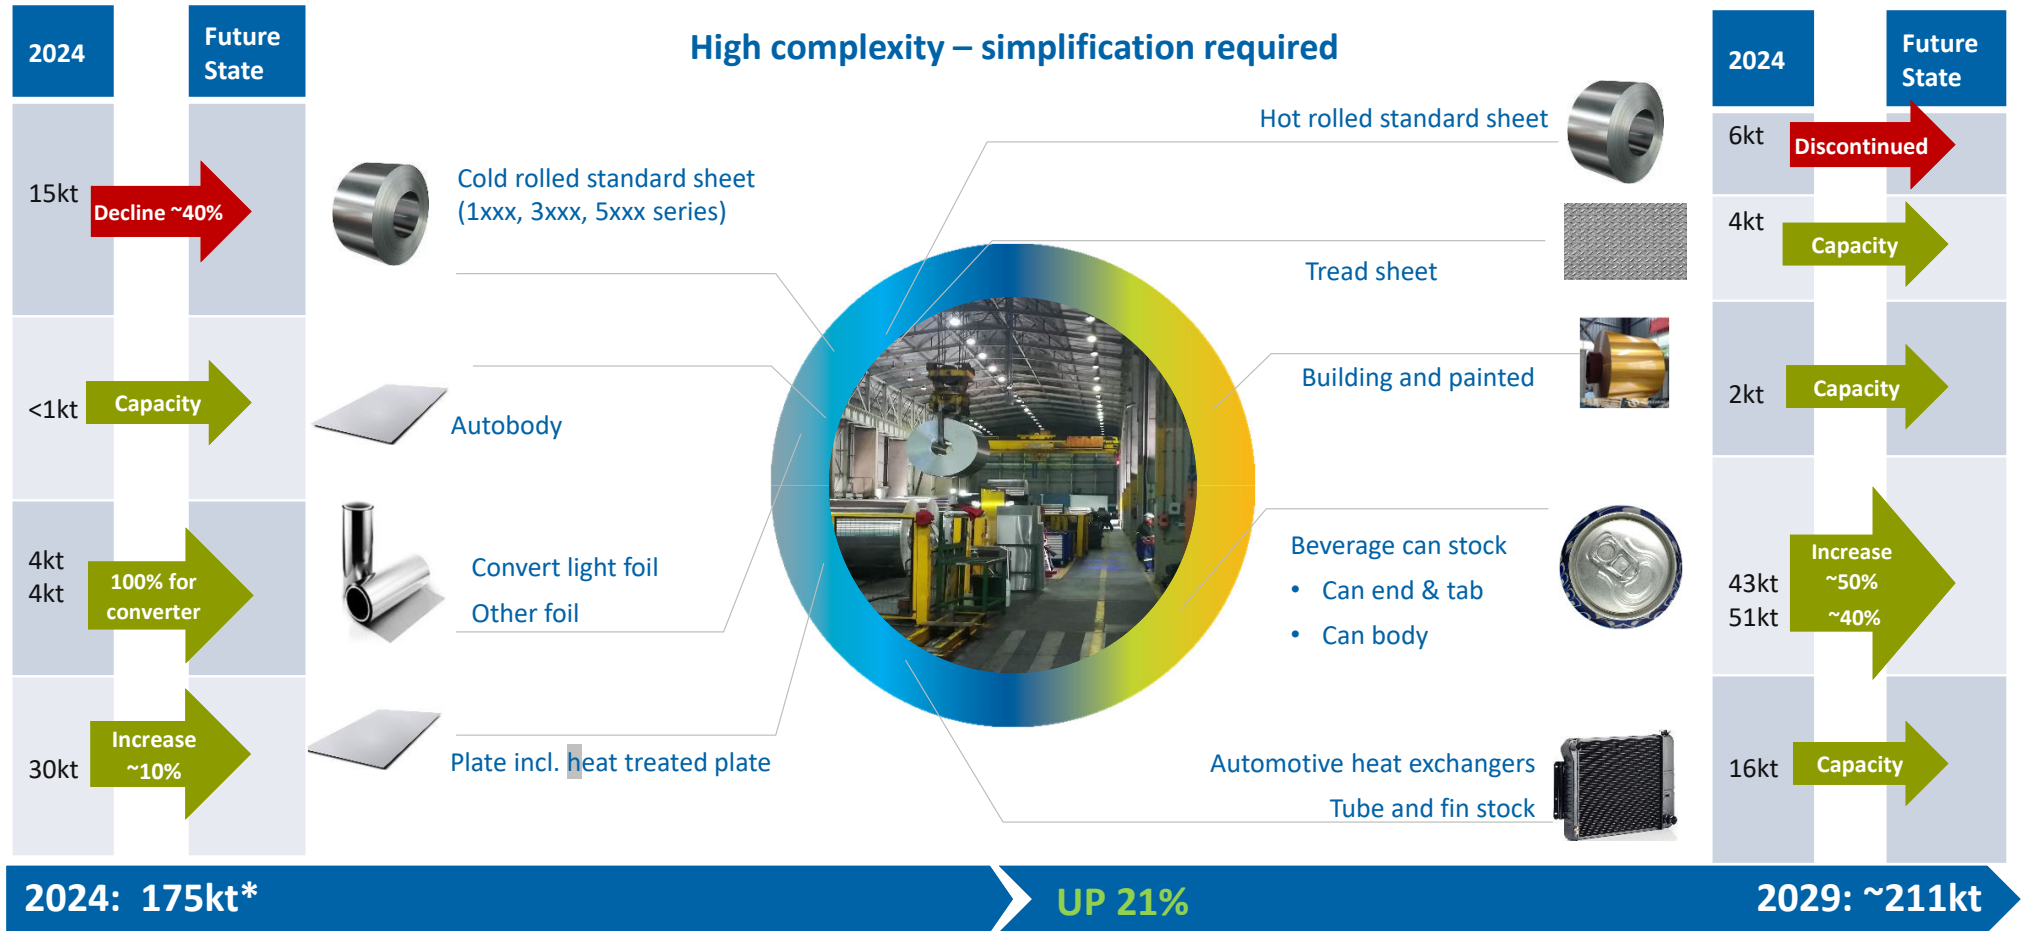 High complexity – simplification required
2024
Future
State
15kt
Decline ~40%
Cold rolled standard sheet
(1xxx, 3xxx, 5xxx series)
<1kt
Capacity
Autobody
4kt
4kt
100% for
converter
Convert light foil
Other foil
30kt
Increase
~10%
Plate incl. heat treated plate
2024
Future
State
Hot rolled standard sheet
6kt
Discontinued
Tread sheet
4kt
Capacity
Building and painted
2kt
Capacity
Beverage can stock
• Can end & tab
• Can body
43kt
51kt
Increase
~50%
~40%
Automotive heat exchangers
Tube and fin stock
16kt
Capacity
2024: 175kt*
UP 21%
2029: ~211kt